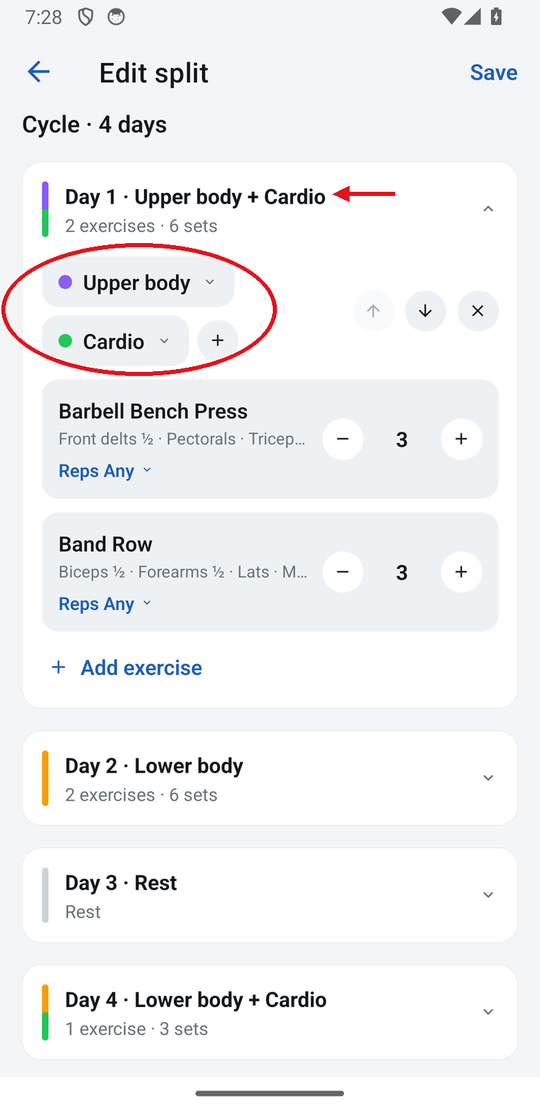 7:28
Edit split
Save
Cycle · 4 days
Day 1 · Upper body + Cardio
2 exercises · 6 sets
Upper body
Cardio
+
Barbell Bench Press
Front delts ½ · Pectorals · Tricep...
− 3 +
Reps Any
Band Row
Biceps ½ · Forearms ½ · Lats · M...
− 3 +
Reps Any
+ Add exercise
Day 2 · Lower body
2 exercises · 6 sets
Day 3 · Rest
Rest
Day 4 · Lower body + Cardio
1 exercise · 3 sets